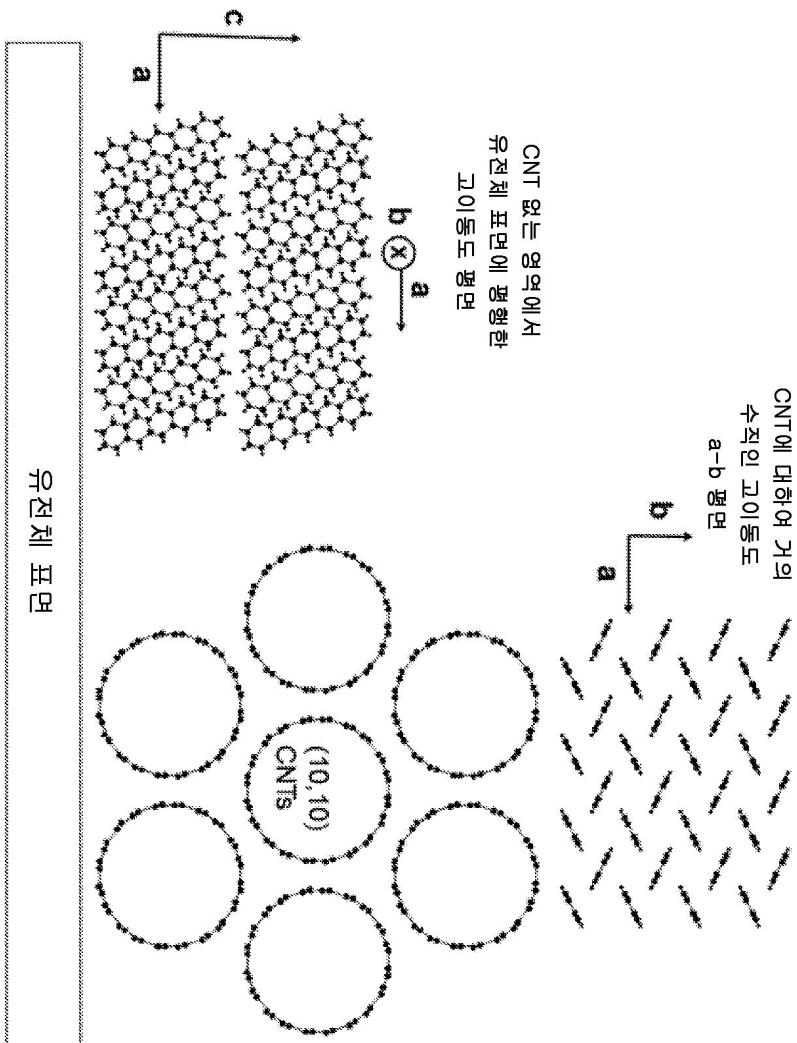 CNT에 대하여 거의
수직인 고이동도
a-b 평면
b
a
CNT 없는 영역에서
유전체 표면에 평행한
고이동도 평면
a
b x
c
a
(10,10)
CNTs
유전체 표면